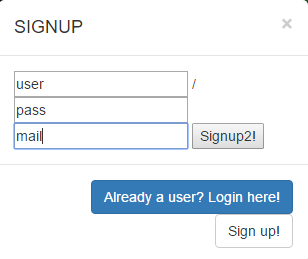 SIGNUP ×
user /
pass
mail Signup2!
Already a user? Login here!
Sign up!